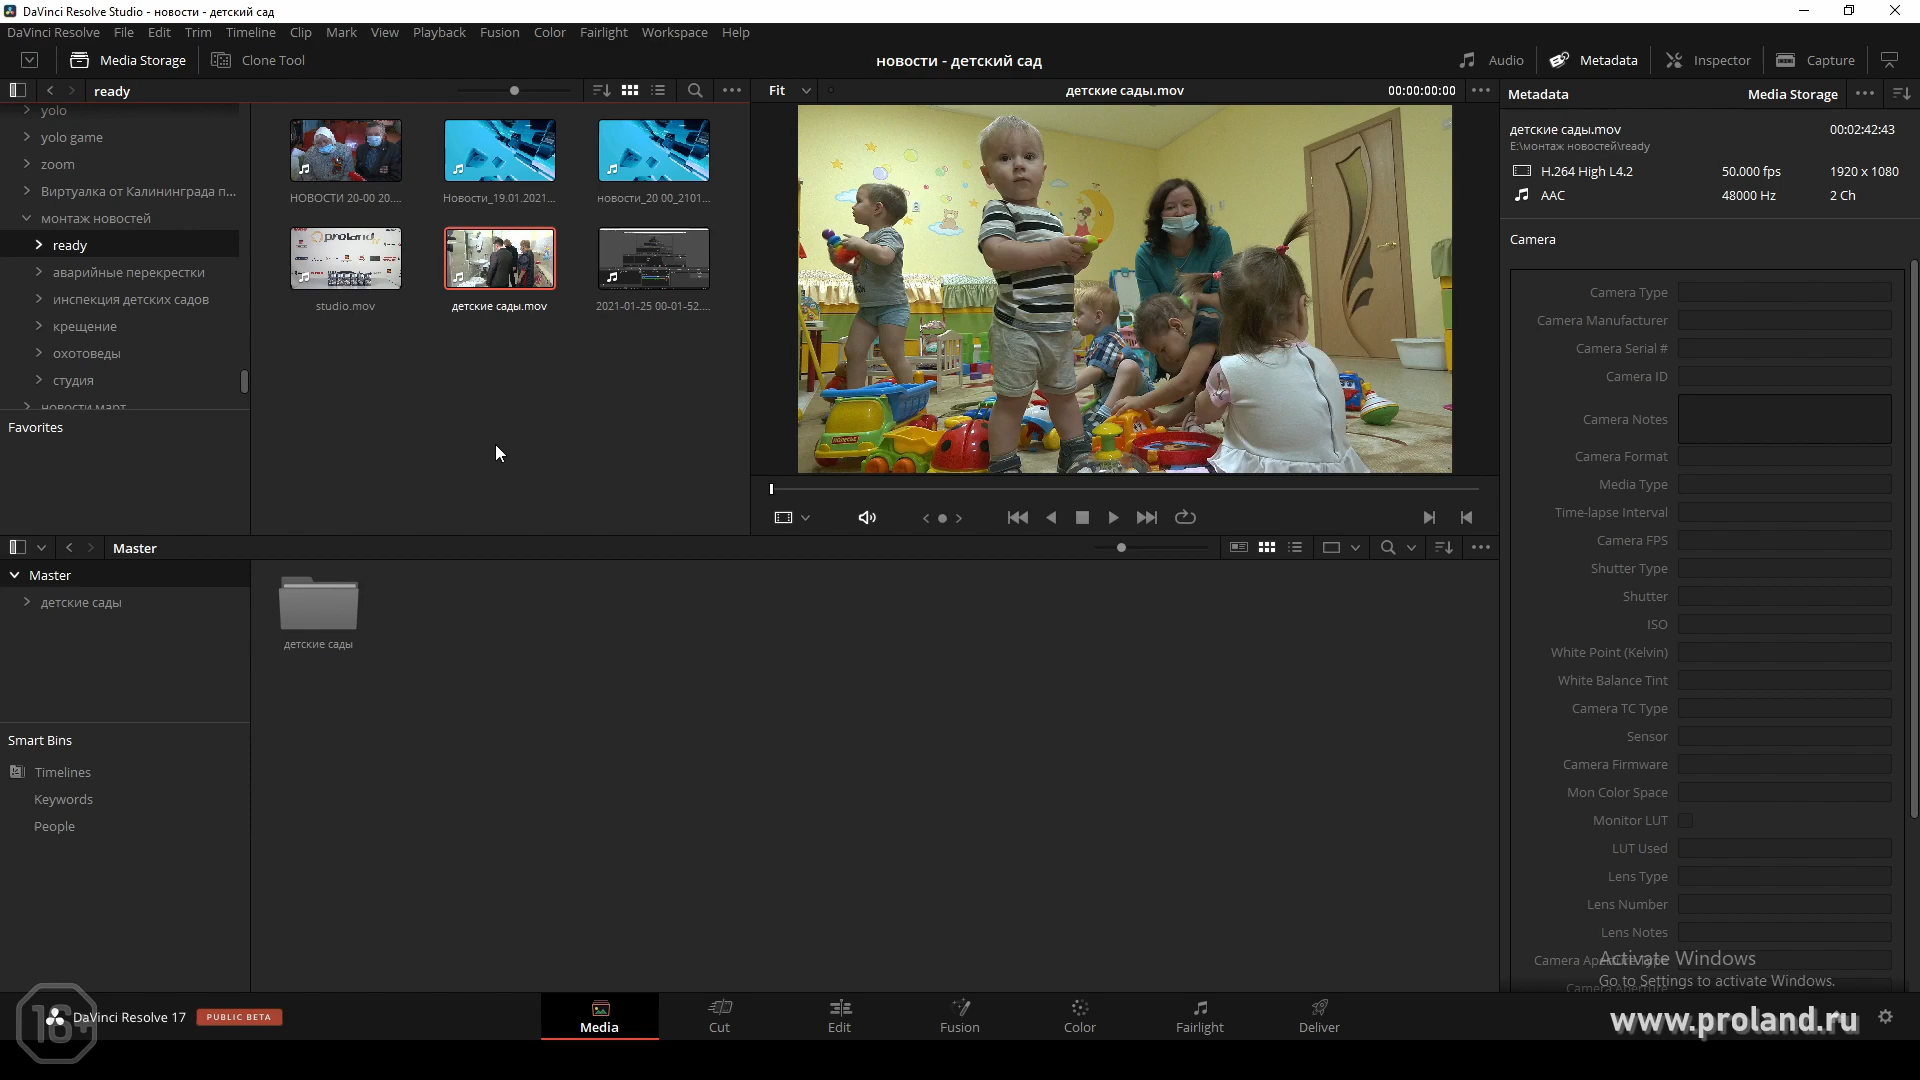 DaVinci Resolve Studio - новости - детский сад
DaVinci Resolve File Edit Trim Timeline Clip Mark View Playback Fusion Color Fairlight Workspace Help
Media Storage Clone Tool
новости - детский сад
Audio Metadata Inspector Capture
ready
Fit
детские сады.mov
00:00:00:00
Metadata
Media Storage
yolo
yolo game
zoom
Виртуалка от Калининграда п...
монтаж новостей
ready
аварийные перекрестки
инспекция детских садов
крещение
охотоведы
студия
новости март
Favorites
НОВОСТИ 20-00 20....
Новости_19.01.2021...
новости_20 00_2101...
studio.mov
детские сады.mov
2021-01-25 00-01-52....
детские сады.mov 00:02:42:43
E:\монтаж новостей\ready
H.264 High L4.2 50.000 fps 1920 x 1080
AAC 48000 Hz 2 Ch
Camera
Camera Type
Camera Manufacturer
Camera Serial #
Camera ID
Camera Notes
Camera Format
Media Type
Time-lapse Interval
Camera FPS
Shutter Type
Shutter
ISO
White Point (Kelvin)
White Balance Tint
Camera TC Type
Sensor
Camera Firmware
Mon Color Space
Monitor LUT
LUT Used
Lens Type
Lens Number
Lens Notes
Camera Aperture Type
Camera Aperture
Activate Windows
Go to Settings to activate Windows.
Master
Master
детские сады
детские сады
Smart Bins
Timelines
Keywords
People
16+
DaVinci Resolve 17
PUBLIC BETA
Media Cut Edit Fusion Color Fairlight Deliver
www.proland.ru